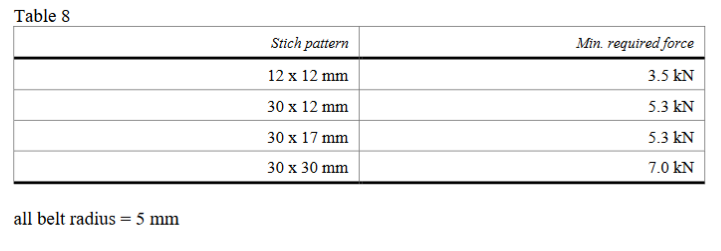 Table 8
Stich pattern Min. required force
12 x 12 mm 3.5 kN
30 x 12 mm 5.3 kN
30 x 17 mm 5.3 kN
30 x 30 mm 7.0 kN
all belt radius = 5 mm